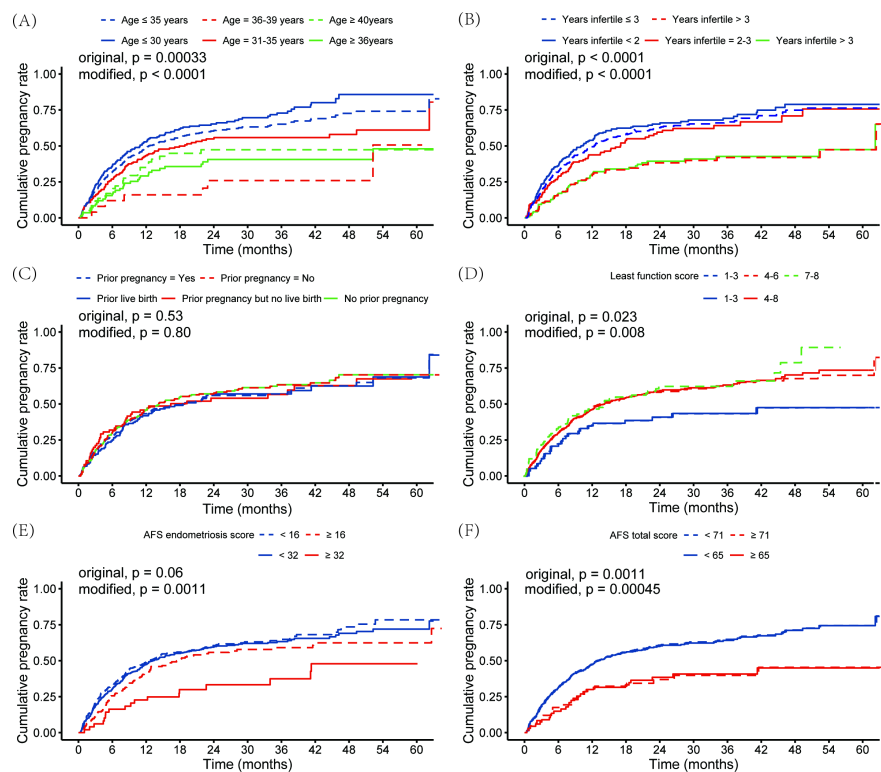 (A)
Age ≤ 35 years Age = 36-39 years Age ≥ 40years
Age ≤ 30 years Age = 31-35 years Age ≥ 36years
original, p = 0.00033
modified, p < 0.0001
Cumulative pregnancy rate
1.00
0.75
0.50
0.25
0.00
0 6 12 18 24 30 36 42 48 54 60
Time (months)
(B)
Years infertile ≤ 3 Years infertile > 3
Years infertile < 2 Years infertile = 2-3 Years infertile > 3
original, p < 0.0001
modified, p < 0.0001
Cumulative pregnancy rate
1.00
0.75
0.50
0.25
0.00
0 6 12 18 24 30 36 42 48 54 60
Time (months)
(C)
Prior pregnancy = Yes Prior pregnancy = No
Prior live birth Prior pregnancy but no live birth No prior pregnancy
original, p = 0.53
modified, p = 0.80
Cumulative pregnancy rate
1.00
0.75
0.50
0.25
0.00
0 6 12 18 24 30 36 42 48 54 60
Time (months)
(D)
Least function score 1-3 4-6 7-8
1-3 4-8
original, p = 0.023
modified, p = 0.008
Cumulative pregnancy rate
1.00
0.75
0.50
0.25
0.00
0 6 12 18 24 30 36 42 48 54 60
Time (months)
(E)
AFS endometriosis score < 16 ≥ 16
< 32 ≥ 32
original, p = 0.06
modified, p = 0.0011
Cumulative pregnancy rate
1.00
0.75
0.50
0.25
0.00
0 6 12 18 24 30 36 42 48 54 60
Time (months)
(F)
AFS total score < 71 ≥ 71
< 65 ≥ 65
original, p = 0.0011
modified, p = 0.00045
Cumulative pregnancy rate
1.00
0.75
0.50
0.25
0.00
0 6 12 18 24 30 36 42 48 54 60
Time (months)